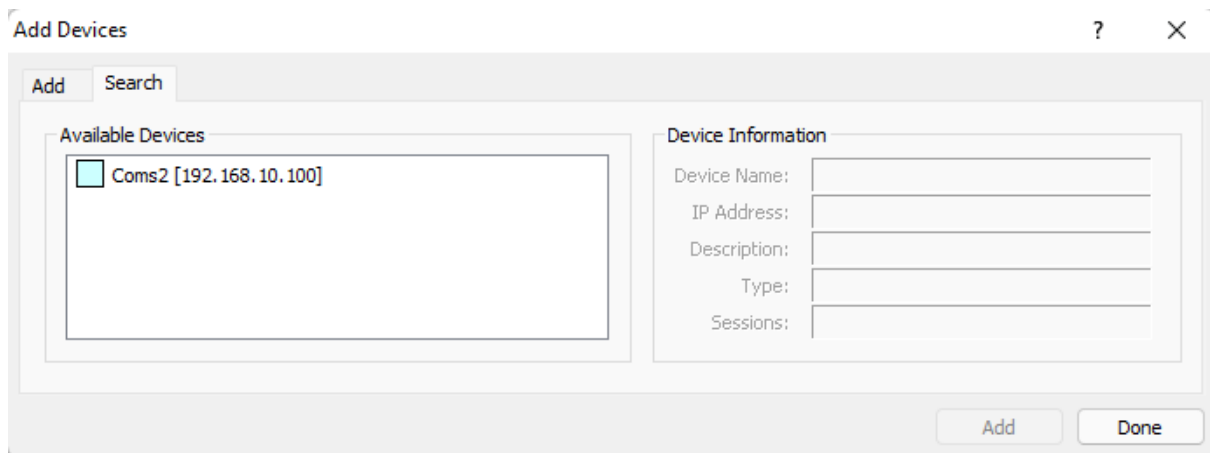 Add Devices
?
Add
Search
Available Devices
Coms2 [192.168.10.100]
Device Information
Device Name:
IP Address:
Description:
Type:
Sessions:
Add
Done